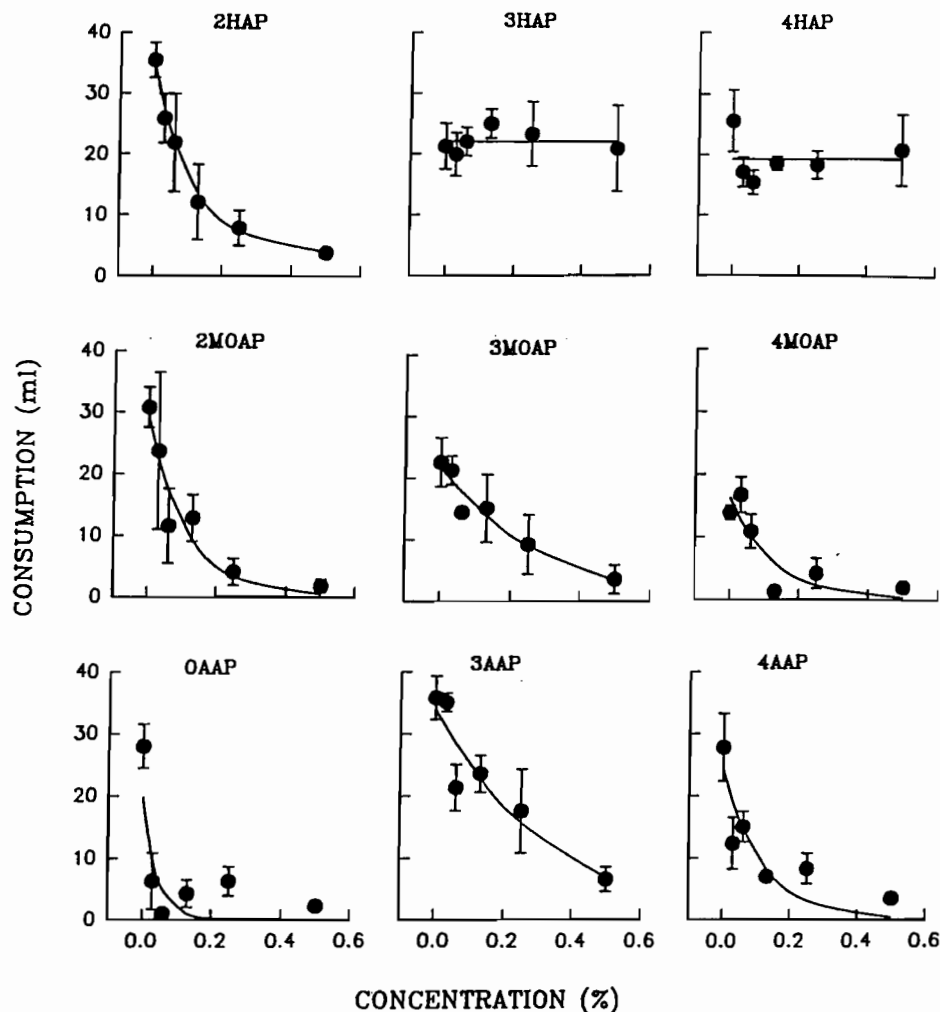 2HAP 3HAP 4HAP
40
30
20
10
0
2MOAP 3MOAP 4MOAP
40
30
20
10
0
CONSUMPTION (ml)
OAAP 3AAP 4AAP
40
30
20
10
0
0.0 0.2 0.4 0.6 0.0 0.2 0.4 0.6 0.0 0.2 0.4 0.6
CONCENTRATION (%)